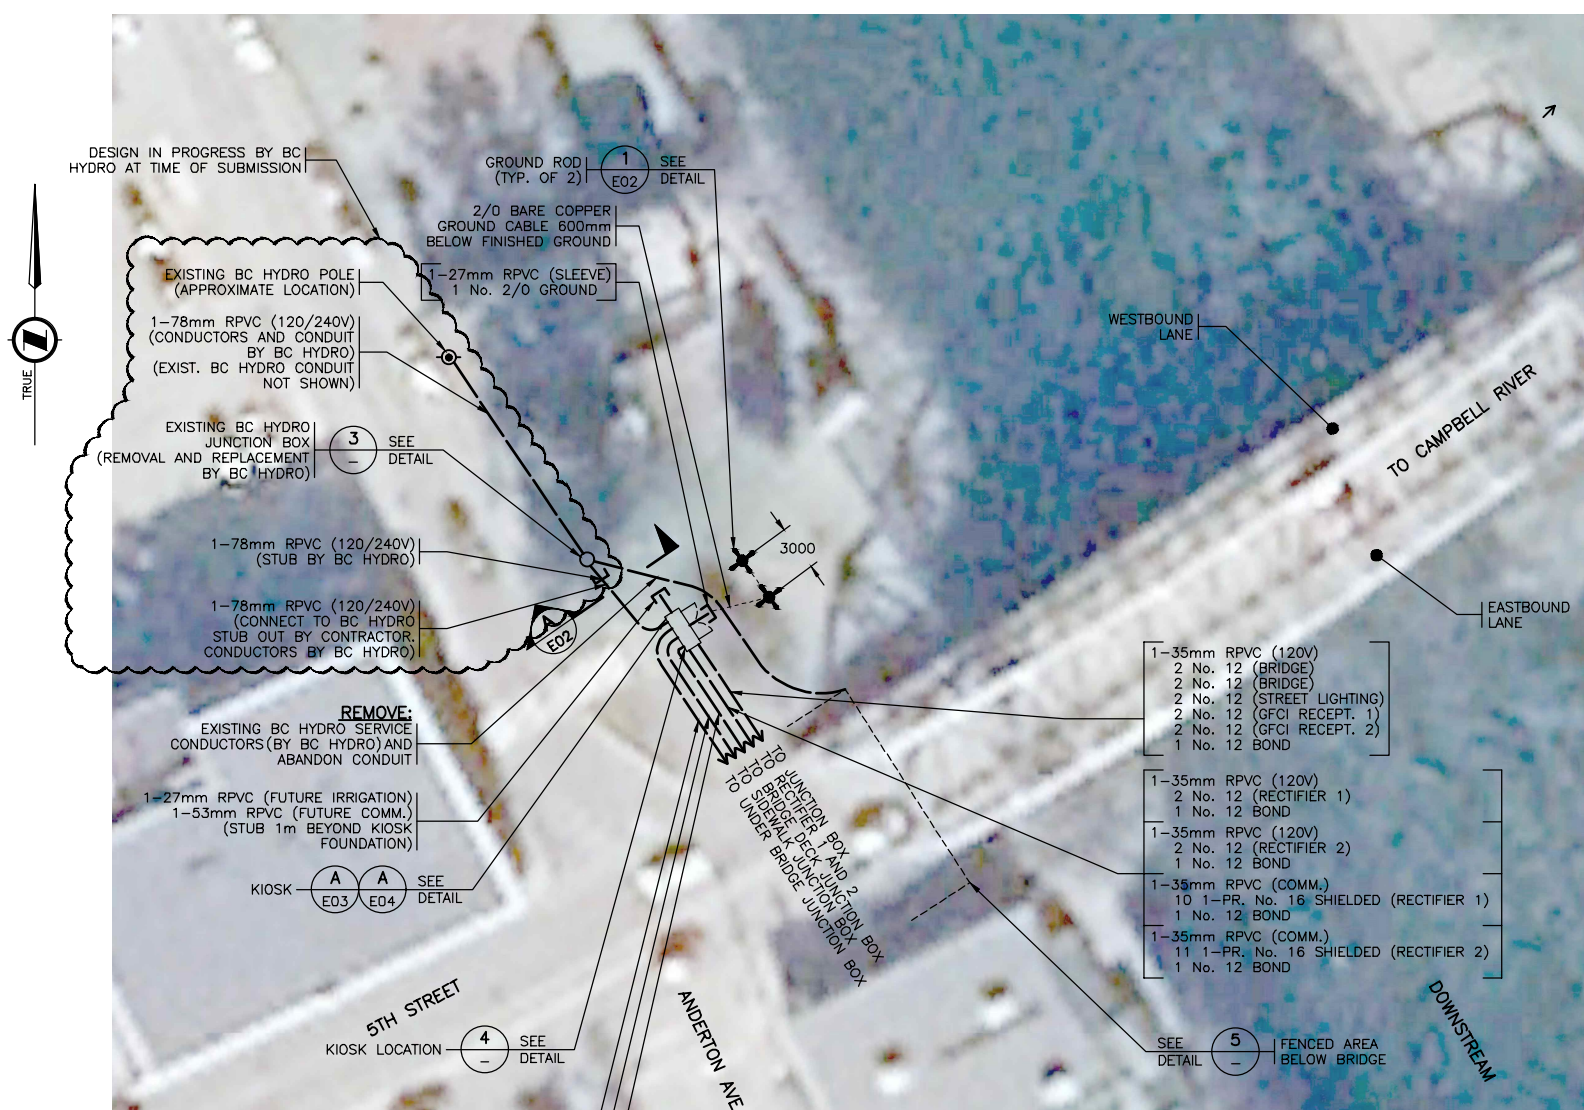 DESIGN IN PROGRESS BY BC
HYDRO AT TIME OF SUBMISSION
GROUND ROD
(TYP. OF 2)
1
E02
SEE
DETAIL
2/0 BARE COPPER
GROUND CABLE 600mm
BELOW FINISHED GROUND
1-27mm RPVC (SLEEVE)
1 No. 2/0 GROUND
EXISTING BC HYDRO POLE
(APPROXIMATE LOCATION)
1-78mm RPVC (120/240V)
(CONDUCTORS AND CONDUIT
BY BC HYDRO)
(EXIST. BC HYDRO CONDUIT
NOT SHOWN)
TRUE
EXISTING BC HYDRO
JUNCTION BOX
(REMOVAL AND REPLACEMENT
BY BC HYDRO)
3
-
SEE
DETAIL
1-78mm RPVC (120/240V)
(STUB BY BC HYDRO)
1-78mm RPVC (120/240V)
(CONNECT TO BC HYDRO
STUB OUT BY CONTRACTOR.
CONDUCTORS BY BC HYDRO)
A
E02
3000
WESTBOUND
LANE
TO CAMPBELL RIVER
EASTBOUND
LANE
REMOVE:
EXISTING BC HYDRO SERVICE
CONDUCTORS (BY BC HYDRO) AND
ABANDON CONDUIT
1-27mm RPVC (FUTURE IRRIGATION)
1-53mm RPVC (FUTURE COMM.)
(STUB 1m BEYOND KIOSK
FOUNDATION)
KIOSK
A
E03
A
E04
SEE
DETAIL
TO JUNCTION BOX
TO RECTIFIER 1 AND 2
TO BRIDGE DECK JUNCTION BOX
TO SIDEWALK JUNCTION BOX
TO UNDER BRIDGE JUNCTION BOX
1-35mm RPVC (120V)
2 No. 12 (BRIDGE)
2 No. 12 (BRIDGE)
2 No. 12 (STREET LIGHTING)
2 No. 12 (GFCI RECEPT. 1)
2 No. 12 (GFCI RECEPT. 2)
1 No. 12 BOND
1-35mm RPVC (120V)
2 No. 12 (RECTIFIER 1)
1 No. 12 BOND
1-35mm RPVC (120V)
2 No. 12 (RECTIFIER 2)
1 No. 12 BOND
1-35mm RPVC (COMM.)
10 1-PR. No. 16 SHIELDED (RECTIFIER 1)
1 No. 12 BOND
1-35mm RPVC (COMM.)
11 1-PR. No. 16 SHIELDED (RECTIFIER 2)
1 No. 12 BOND
5TH STREET
KIOSK LOCATION
4
-
SEE
DETAIL
ANDERTON AVE
SEE
DETAIL
5
-
FENCED AREA
BELOW BRIDGE
DOWNSTREAM